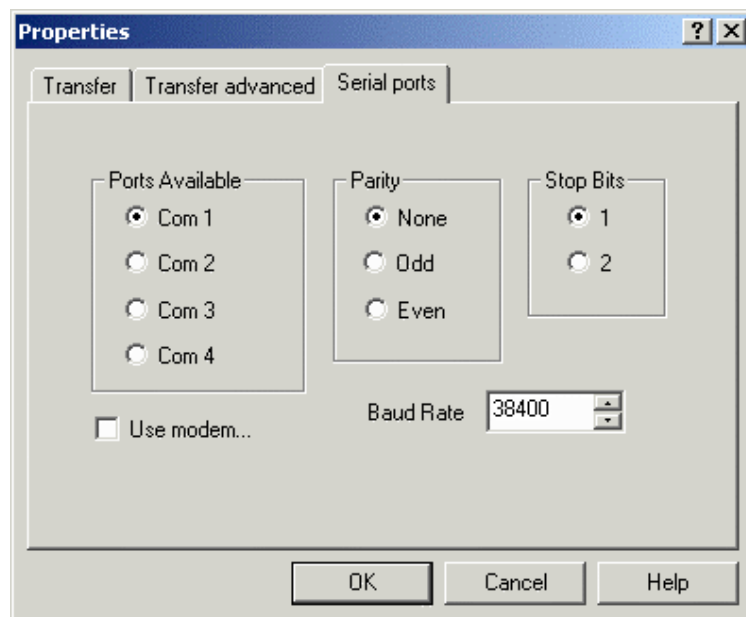 Properties
Transfer
Transfer advanced
Serial ports
Ports Available
Com 1
Com 2
Com 3
Com 4
Parity
None
Odd
Even
Stop Bits
1
2
Use modem...
Baud Rate
38400
OK
Cancel
Help